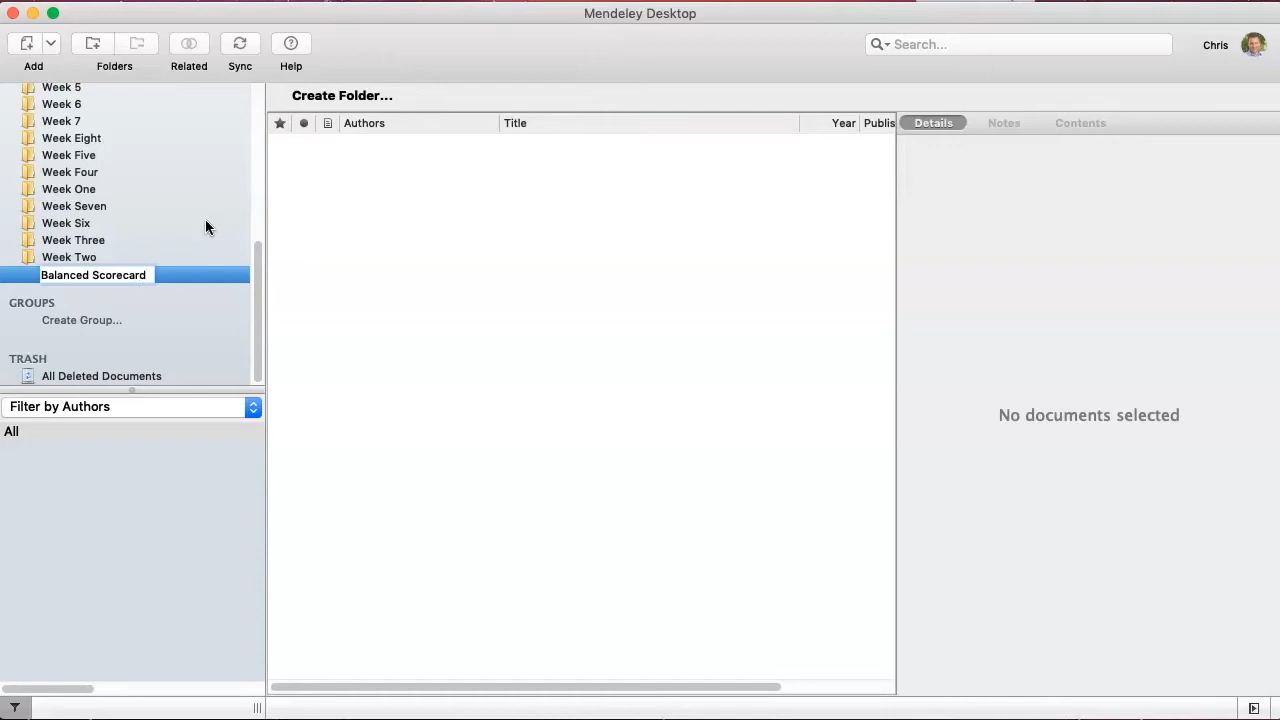 Mendeley Desktop
Search...
Chris
Add
Folders
Related
Sync
Help
Week 5
Week 6
Week 7
Week Eight
Week Five
Week Four
Week One
Week Seven
Week Six
Week Three
Week Two
Balanced Scorecard
GROUPS
Create Group...
TRASH
All Deleted Documents
Filter by Authors
All
Create Folder...
Authors
Title
Year
Publis
Details
Notes
Contents
No documents selected